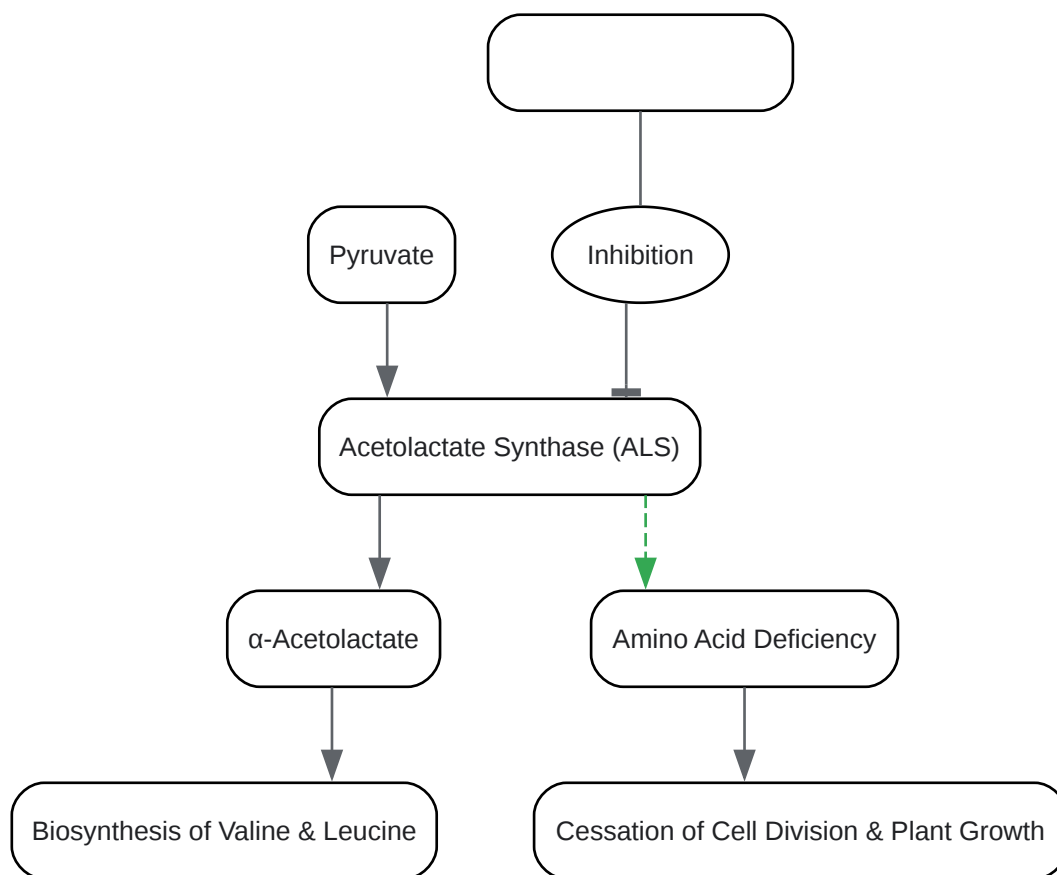 Pyruvate
Inhibition
Acetolactate Synthase (ALS)
α-Acetolactate
Amino Acid Deficiency
Biosynthesis of Valine & Leucine
Cessation of Cell Division & Plant Growth